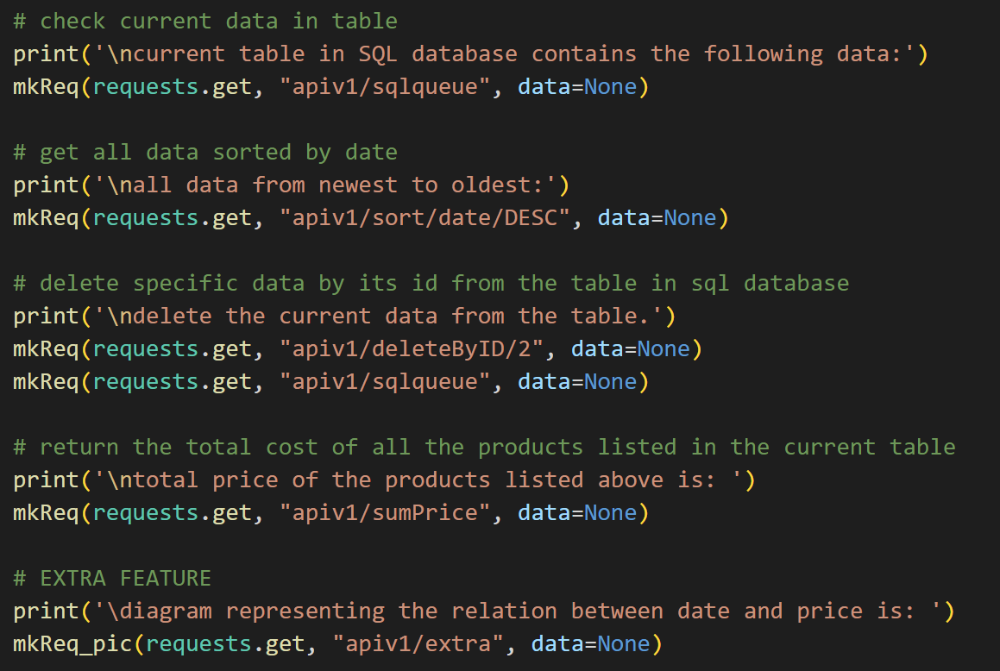 # check current data in table
print('\ncurrent table in SQL database contains the following data:')
mkReq(requests.get, "apiv1/sqlqueue", data=None)
# get all data sorted by date
print('\nall data from newest to oldest:')
mkReq(requests.get, "apiv1/sort/date/DESC", data=None)
# delete specific data by its id from the table in sql database
print('\ndelete the current data from the table.')
mkReq(requests.get, "apiv1/deleteByID/2", data=None)
mkReq(requests.get, "apiv1/sqlqueue", data=None)
# return the total cost of all the products listed in the current table
print('\ntotal price of the products listed above is: ')
mkReq(requests.get, "apiv1/sumPrice", data=None)
# EXTRA FEATURE
print('\diagram representing the relation between date and price is: ')
mkReq_pic(requests.get, "apiv1/extra", data=None)